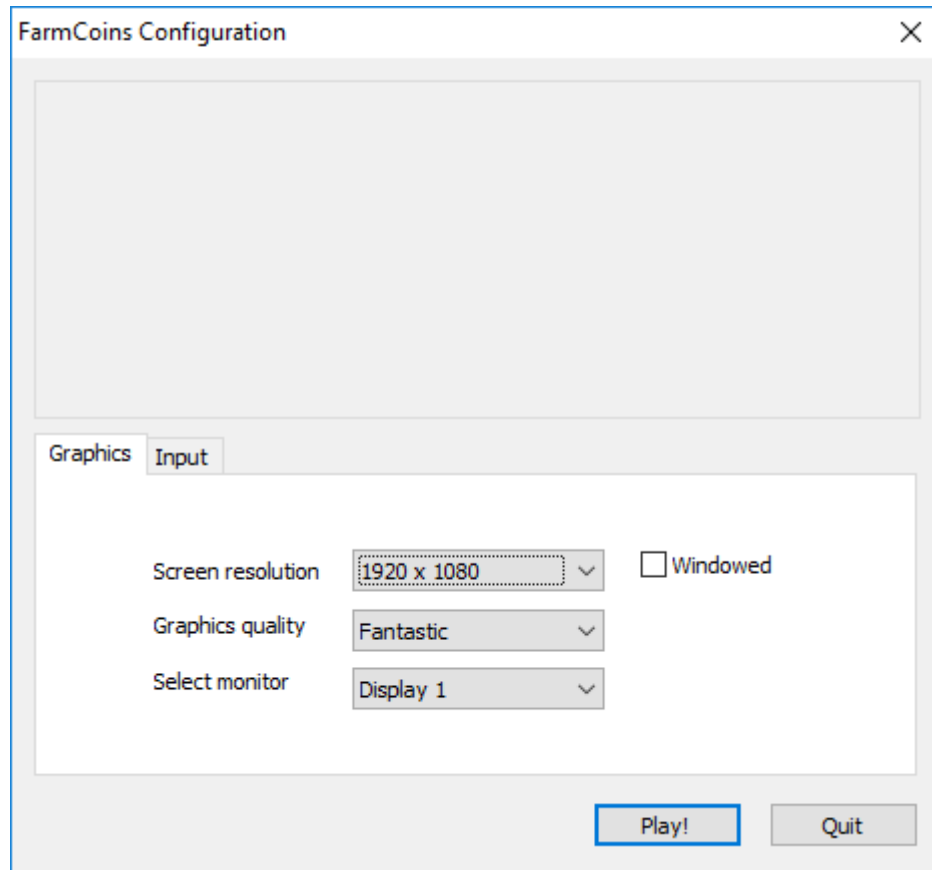 FarmCoins Configuration
Graphics
Input
Screen resolution
1920 x 1080
Windowed
Graphics quality
Fantastic
Select monitor
Display 1
Play!
Quit